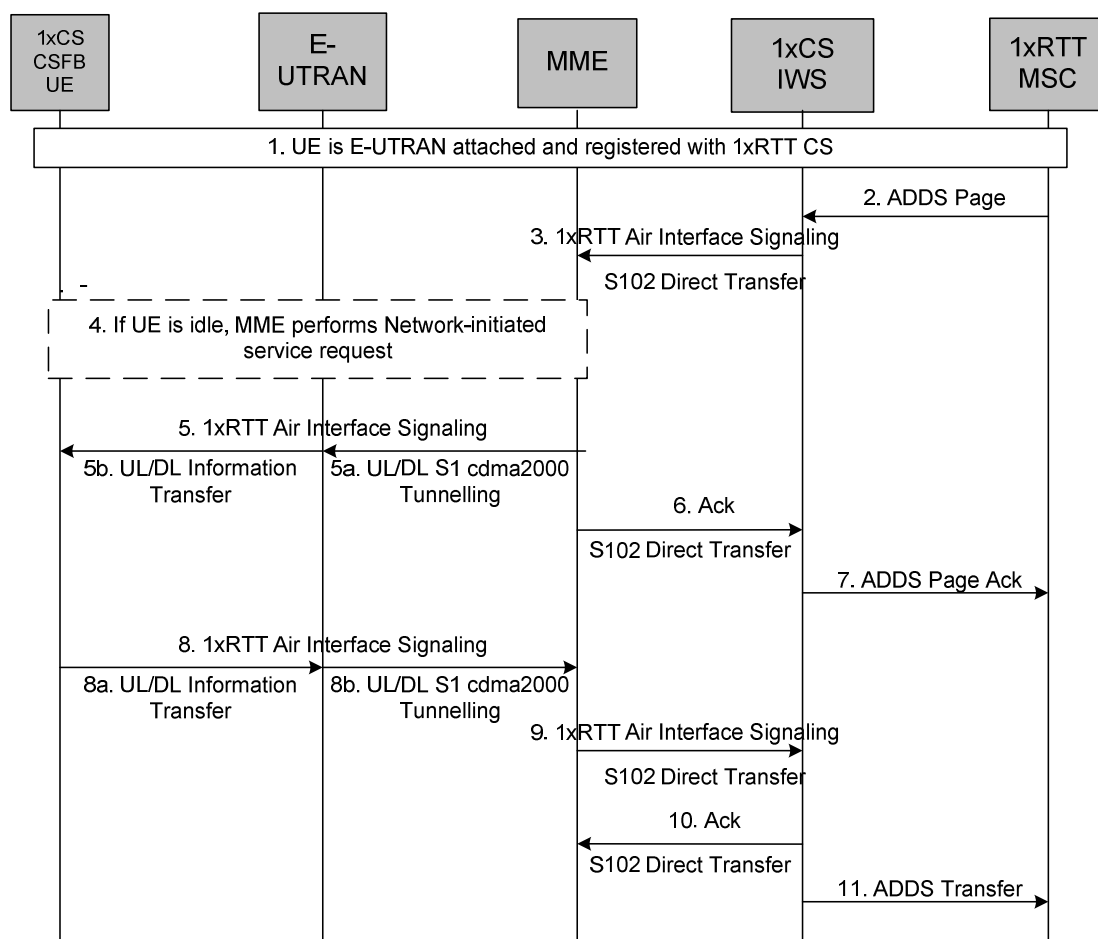 1xCS
CSFB
UE
E-
UTRAN
MME
1xCS
IWS
1xRTT
MSC
1. UE is E-UTRAN attached and registered with 1xRTT CS
2. ADDS Page
3. 1xRTT Air Interface Signaling
S102 Direct Transfer
4. If UE is idle, MME performs Network-initiated
service request
5. 1xRTT Air Interface Signaling
5b. UL/DL Information
Transfer
5a. UL/DL S1 cdma2000
Tunnelling
6. Ack
S102 Direct Transfer
7. ADDS Page Ack
8. 1xRTT Air Interface Signaling
8a. UL/DL Information
Transfer
8b. UL/DL S1 cdma2000
Tunnelling
9. 1xRTT Air Interface Signaling
S102 Direct Transfer
10. Ack
S102 Direct Transfer
11. ADDS Transfer